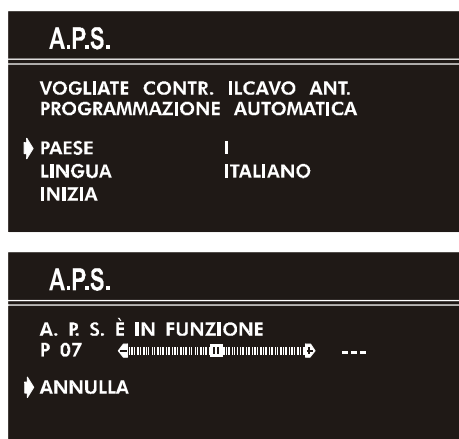 A.P.S.
VOGLIATE CONTR. ILCAVO ANT.
PROGRAMMAZIONE AUTOMATICA
PAESE I
LINGUA ITALIANO
INIZIA
A.P.S.
A. P. S. È IN FUNZIONE
P 07 ---
ANNULLA